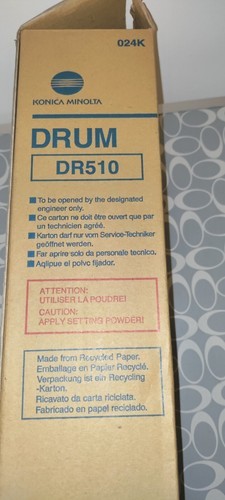 024K
KONICA MINOLTA
DRUM
DR510
■ To be opened by the designated
engineer only.
■ Ce carton ne doit être ouvert que par
un technicien agréé.
■ Karton darf nur vom Service-Techniker
geöffnet werden.
■ Far aprire solo da personale tecnico.
■ Aqlipue el polvo fijador.
ATTENTION:
UTILISER LA POUDRE!
CAUTION:
APPLY SETTING POWDER!
Made from Recycled Paper.
Emballage en Papier Recyclé.
Verpackung ist ein Recycling
-Karton.
Ricavato da carta riciclata.
Fabricado en papel reciclado.